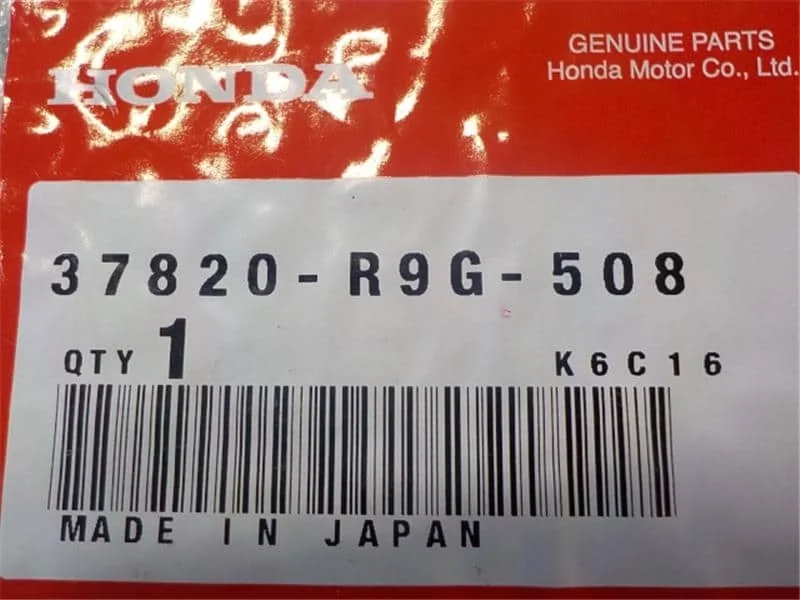 HONDA
GENUINE PARTS
Honda Motor Co., Ltd.
37820-R9G-508
QTY 1
K6C16
MADE IN JAPAN